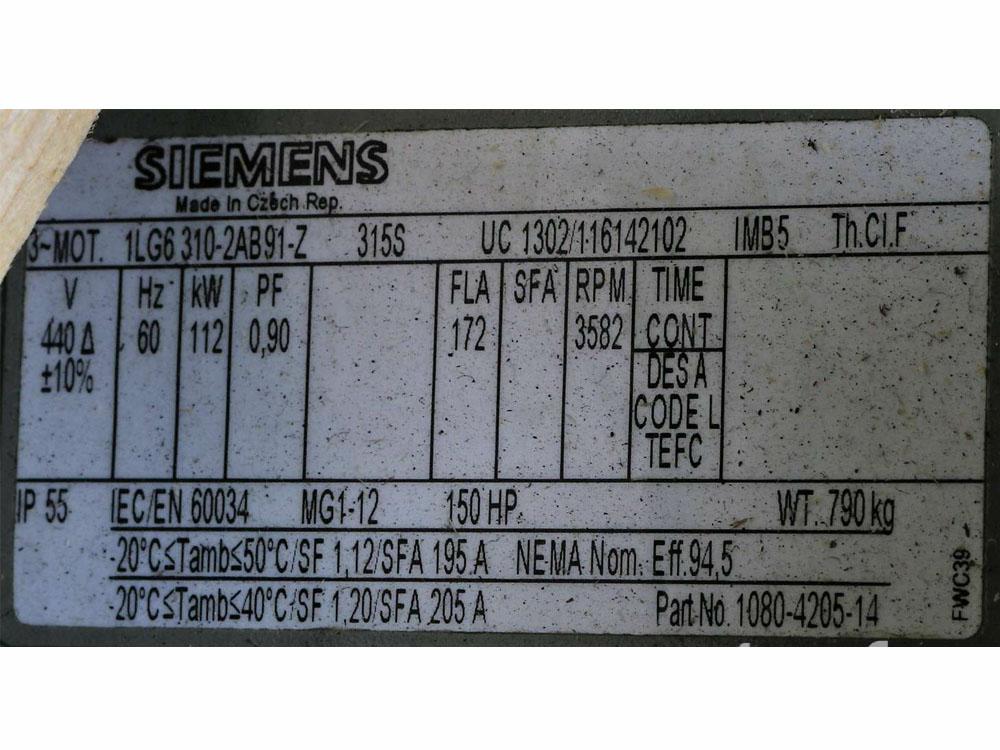 SIEMENS
Made In Czech Rep.
3~MOT. 1LG6 310-2AB91-Z 315S UC 1302/116142102 IMB5 Th.Cl.F
V Hz kW PF FLA SFA RPM TIME
440 Δ 60 112 0,90 172 3582 CONT
±10% DES A
CODE L
TEFC
IP 55 IEC/EN 60034 MG1-12 150 HP WT. 790 kg
-20°C≤Tamb≤50°C/SF 1,12/SFA 195 A NEMA Nom. Eff.94,5
-20°C≤Tamb≤40°C/SF 1,20/SFA 205 A Part-No. 1080-4205-14
FWC39